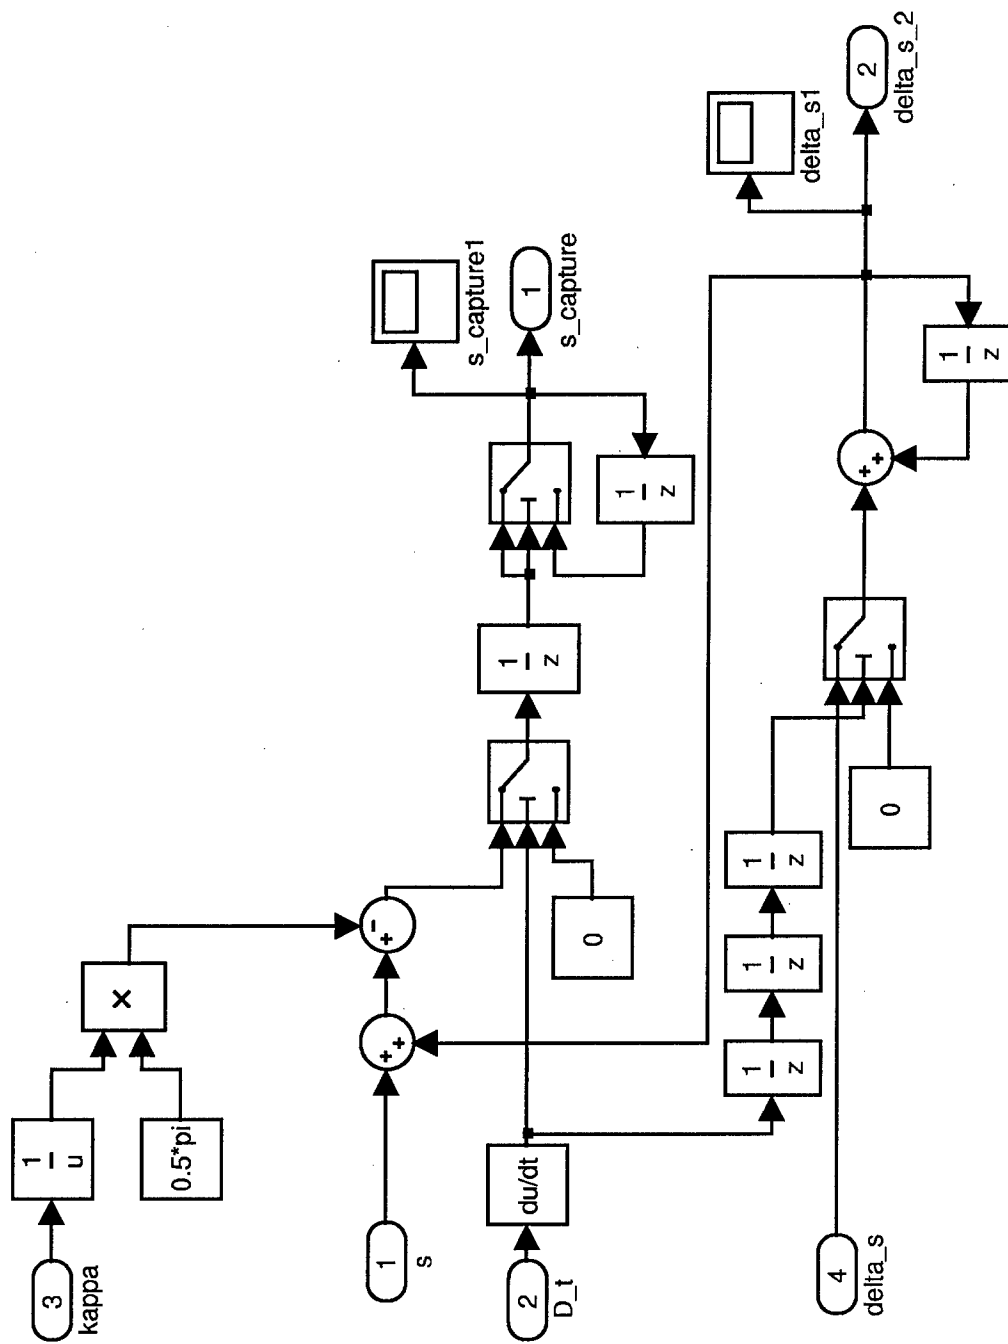 3
kappa
1
u
0.5*pi
×
1
s
+
+
+
-
s_capture1
2
D_t
du/dt
0
1
z
1
z
1
s_capture
1
z
1
z
1
z
delta_s1
4
delta_s
0
+
+
2
delta_s_2
1
z